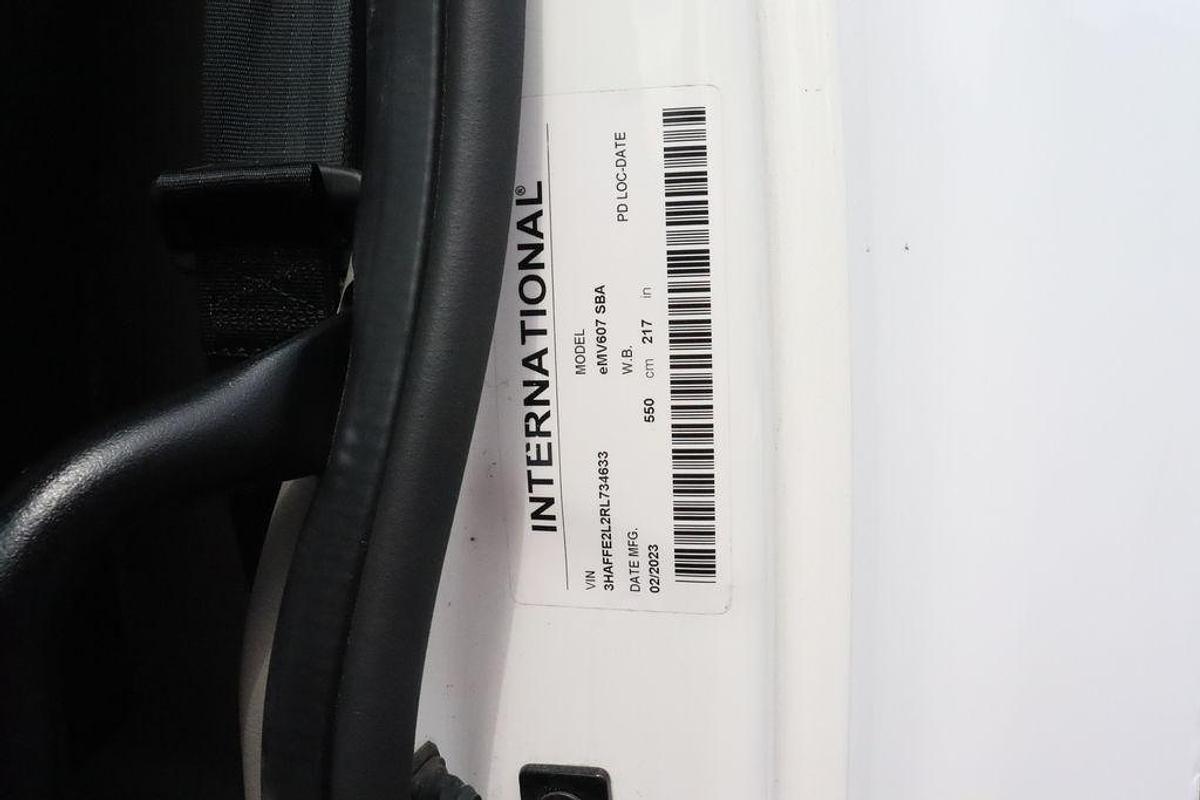 INTERNATIONAL®
VIN
3HAFFE2L2RL734633
MODEL
eMV607 SBA
DATE MFG.
02/2023
W.B.
550 cm 217 in
PD LOC-DATE